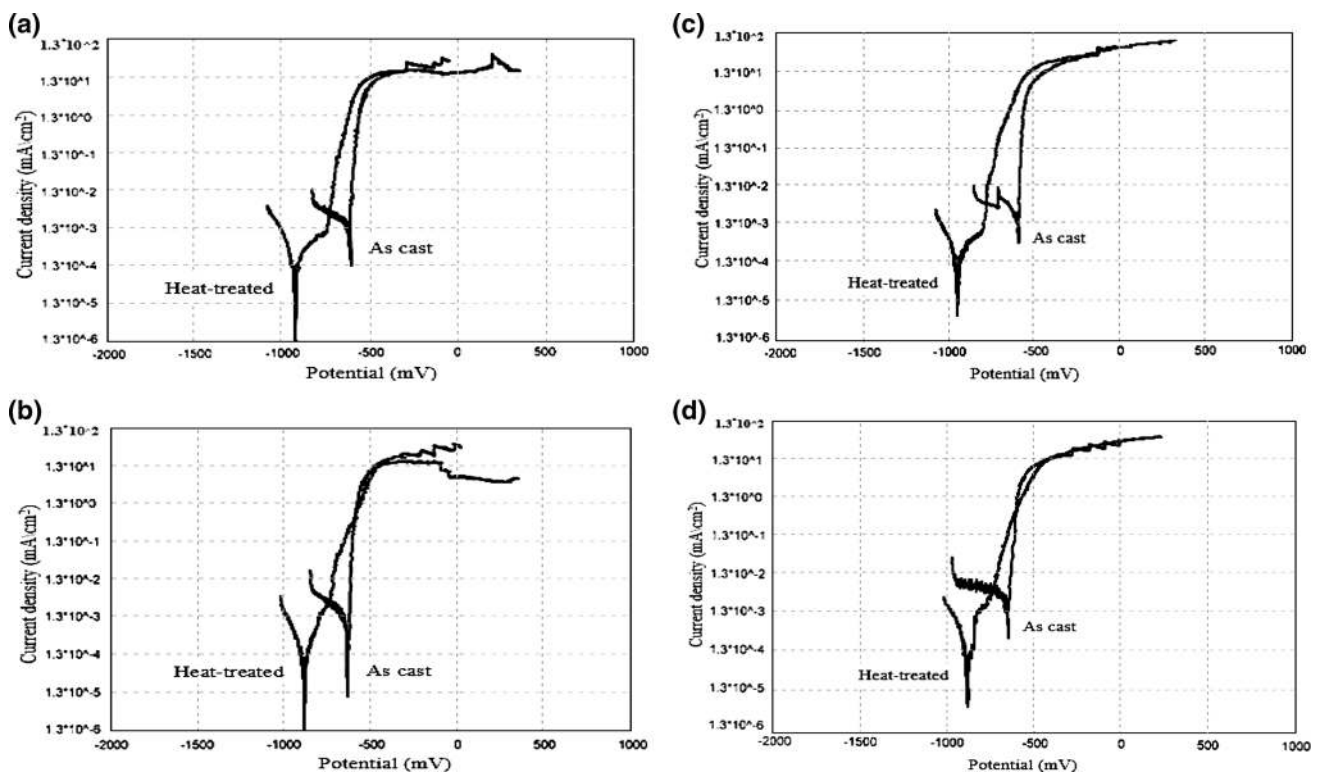 (a)
Current density (mA\cm²)
1.3*10^2
1.3*10^1
1.3*10^0
1.3*10^-1
1.3*10^-2
1.3*10^-3
1.3*10^-4
1.3*10^-5
1.3*10^-6
As cast
Heat-treated
-2000 -1500 -1000 -500 0 500 1000
Potential (mV)
(c)
Current density (mA\cm²)
1.3*10^2
1.3*10^1
1.3*10^0
1.3*10^-1
1.3*10^-2
1.3*10^-3
1.3*10^-4
1.3*10^-5
1.3*10^-6
As cast
Heat-treated
-2000 -1500 -1000 -500 0 500 1000
Potential (mV)
(b)
Current density (mA\cm²)
1.3*10^2
1.3*10^1
1.3*10^0
1.3*10^-1
1.3*10^-2
1.3*10^-3
1.3*10^-4
1.3*10^-5
1.3*10^-6
Heat-treated As cast
-2000 -1500 -1000 -500 0 500 1000
Potential (mV)
(d)
Current density (mA\cm²)
1.3*10^2
1.3*10^1
1.3*10^0
1.3*10^-1
1.3*10^-2
1.3*10^-3
1.3*10^-4
1.3*10^-5
1.3*10^-6
As cast
Heat-treated
-2000 -1500 -1000 -500 0 500 1000
Potential (mV)